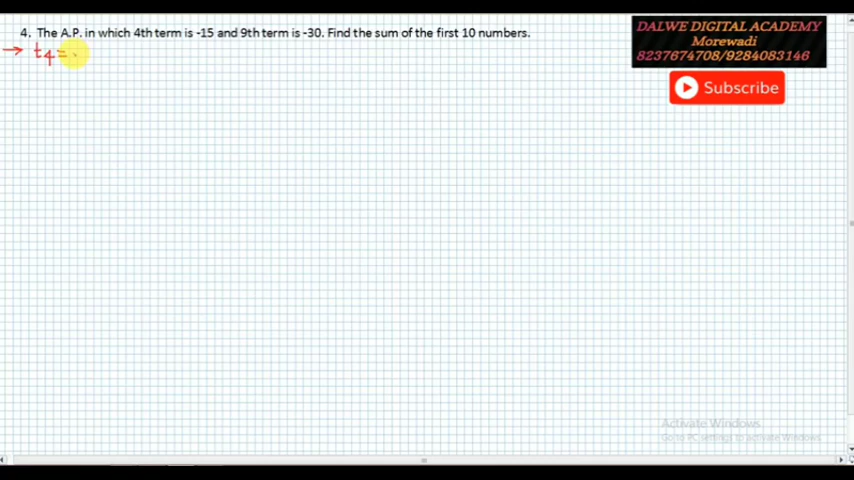 4. The A.P. in which 4th term is -15 and 9th term is -30. Find the sum of the first 10 numbers.
→ t4=
DALWE DIGITAL ACADEMY
Morewadi
8237674708/9284083146
Subscribe
Activate Windows
Go to PC settings to activate Windows.